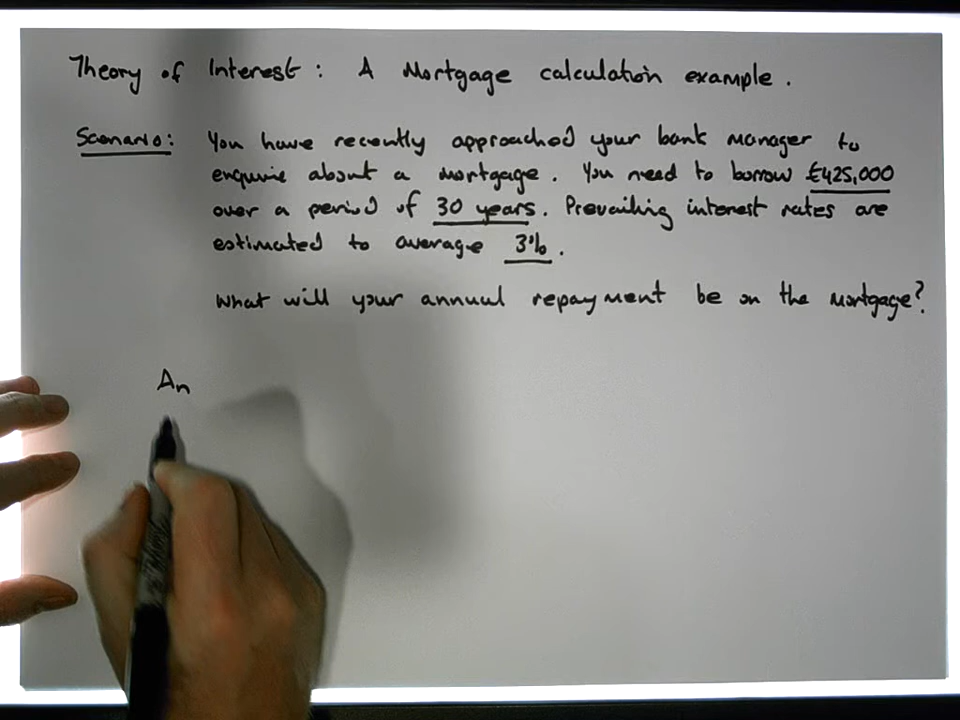 Theory of Interest : A Mortgage calculation example .
Scenario: You have recently approached your bank manager to
enquire about a mortgage . You need to borrow €425,000
over a period of 30 years . Prevailing interest rates are
estimated to average 3% .
What will your annual repayment be on the mortgage?
An